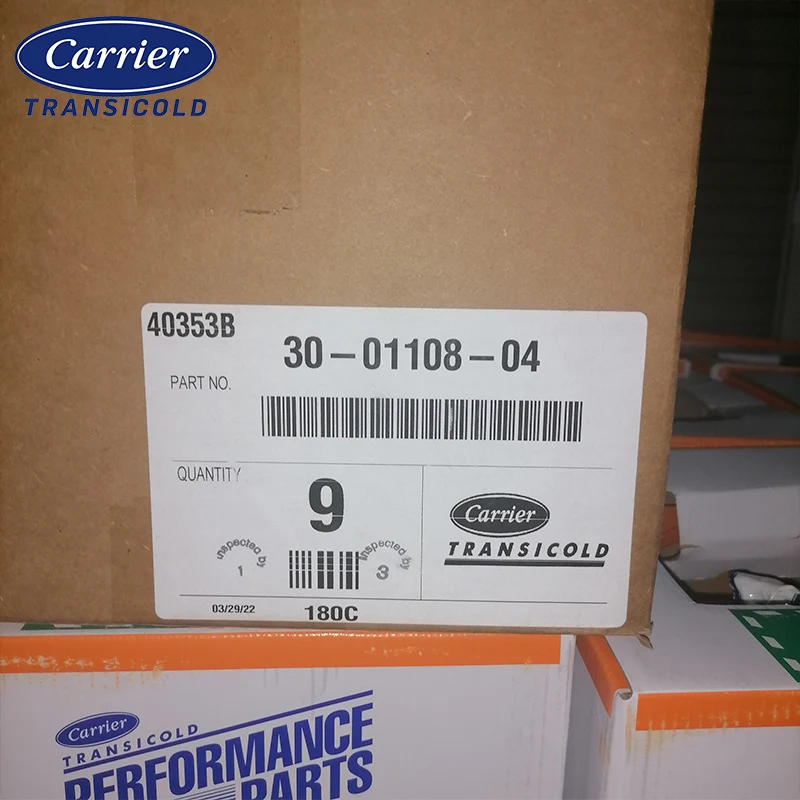 Carrier
TRANSICOLD
40353B
30-01108-04
PART NO.
QUANTITY
9
Inspected by
1
Inspected by
3
Carrier
TRANSICOLD
03/29/22
180C
Carrier
TRANSICOLD
PERFORMANCE
PARTS